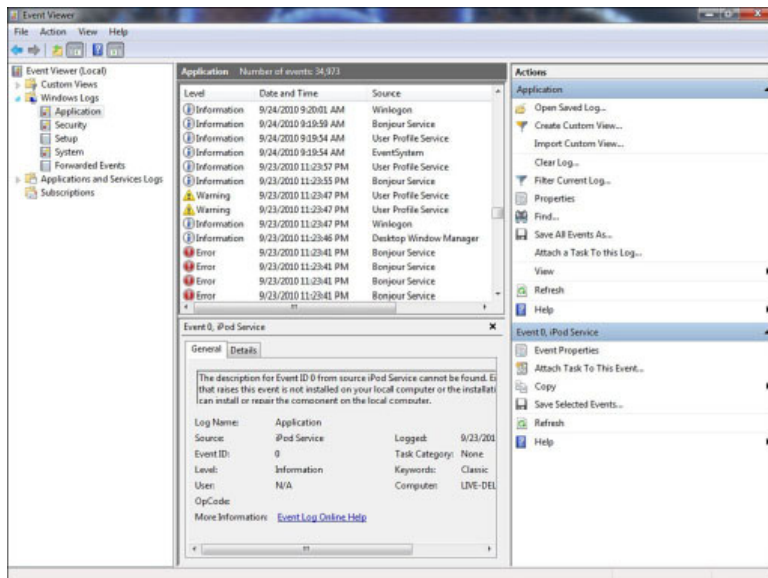 Event Viewer
File Action View Help
Event Viewer (Local)
Custom Views
Windows Logs
Application
Security
Setup
System
Forwarded Events
Applications and Services Logs
Subscriptions
Application Number of events: 34,973
Level Date and Time Source
Information 9/24/2010 9:20:01 AM Winlogon
Information 9/24/2010 9:19:59 AM Bonjour Service
Information 9/24/2010 9:19:54 AM User Profile Service
Information 9/24/2010 9:19:54 AM EventSystem
Information 9/23/2010 11:23:57 PM User Profile Service
Information 9/23/2010 11:23:55 PM Bonjour Service
Warning 9/23/2010 11:23:47 PM User Profile Service
Warning 9/23/2010 11:23:47 PM User Profile Service
Information 9/23/2010 11:23:47 PM Winlogon
Information 9/23/2010 11:23:46 PM Desktop Window Manager
Error 9/23/2010 11:23:41 PM Bonjour Service
Error 9/23/2010 11:23:41 PM Bonjour Service
Error 9/23/2010 11:23:41 PM Bonjour Service
Error 9/23/2010 11:23:41 PM Bonjour Service
Event 0, iPod Service
General Details
The description for Event ID 0 from source iPod Service cannot be found. Ei
that raises this event is not installed on your local computer or the installati
can install or repair the component on the local computer.
Log Name: Application
Source: iPod Service Logged: 9/23/201
Event ID: 0 Task Category: None
Level: Information Keywords: Classic
User: N/A Computer: LIVE-DEL
OpCode:
More Information: Event Log Online Help
Actions
Application
Open Saved Log...
Create Custom View...
Import Custom View...
Clear Log...
Filter Current Log...
Properties
Find...
Save All Events As...
Attach a Task To this Log...
View
Refresh
Help
Event 0, iPod Service
Event Properties
Attach Task To This Event...
Copy
Save Selected Events...
Refresh
Help